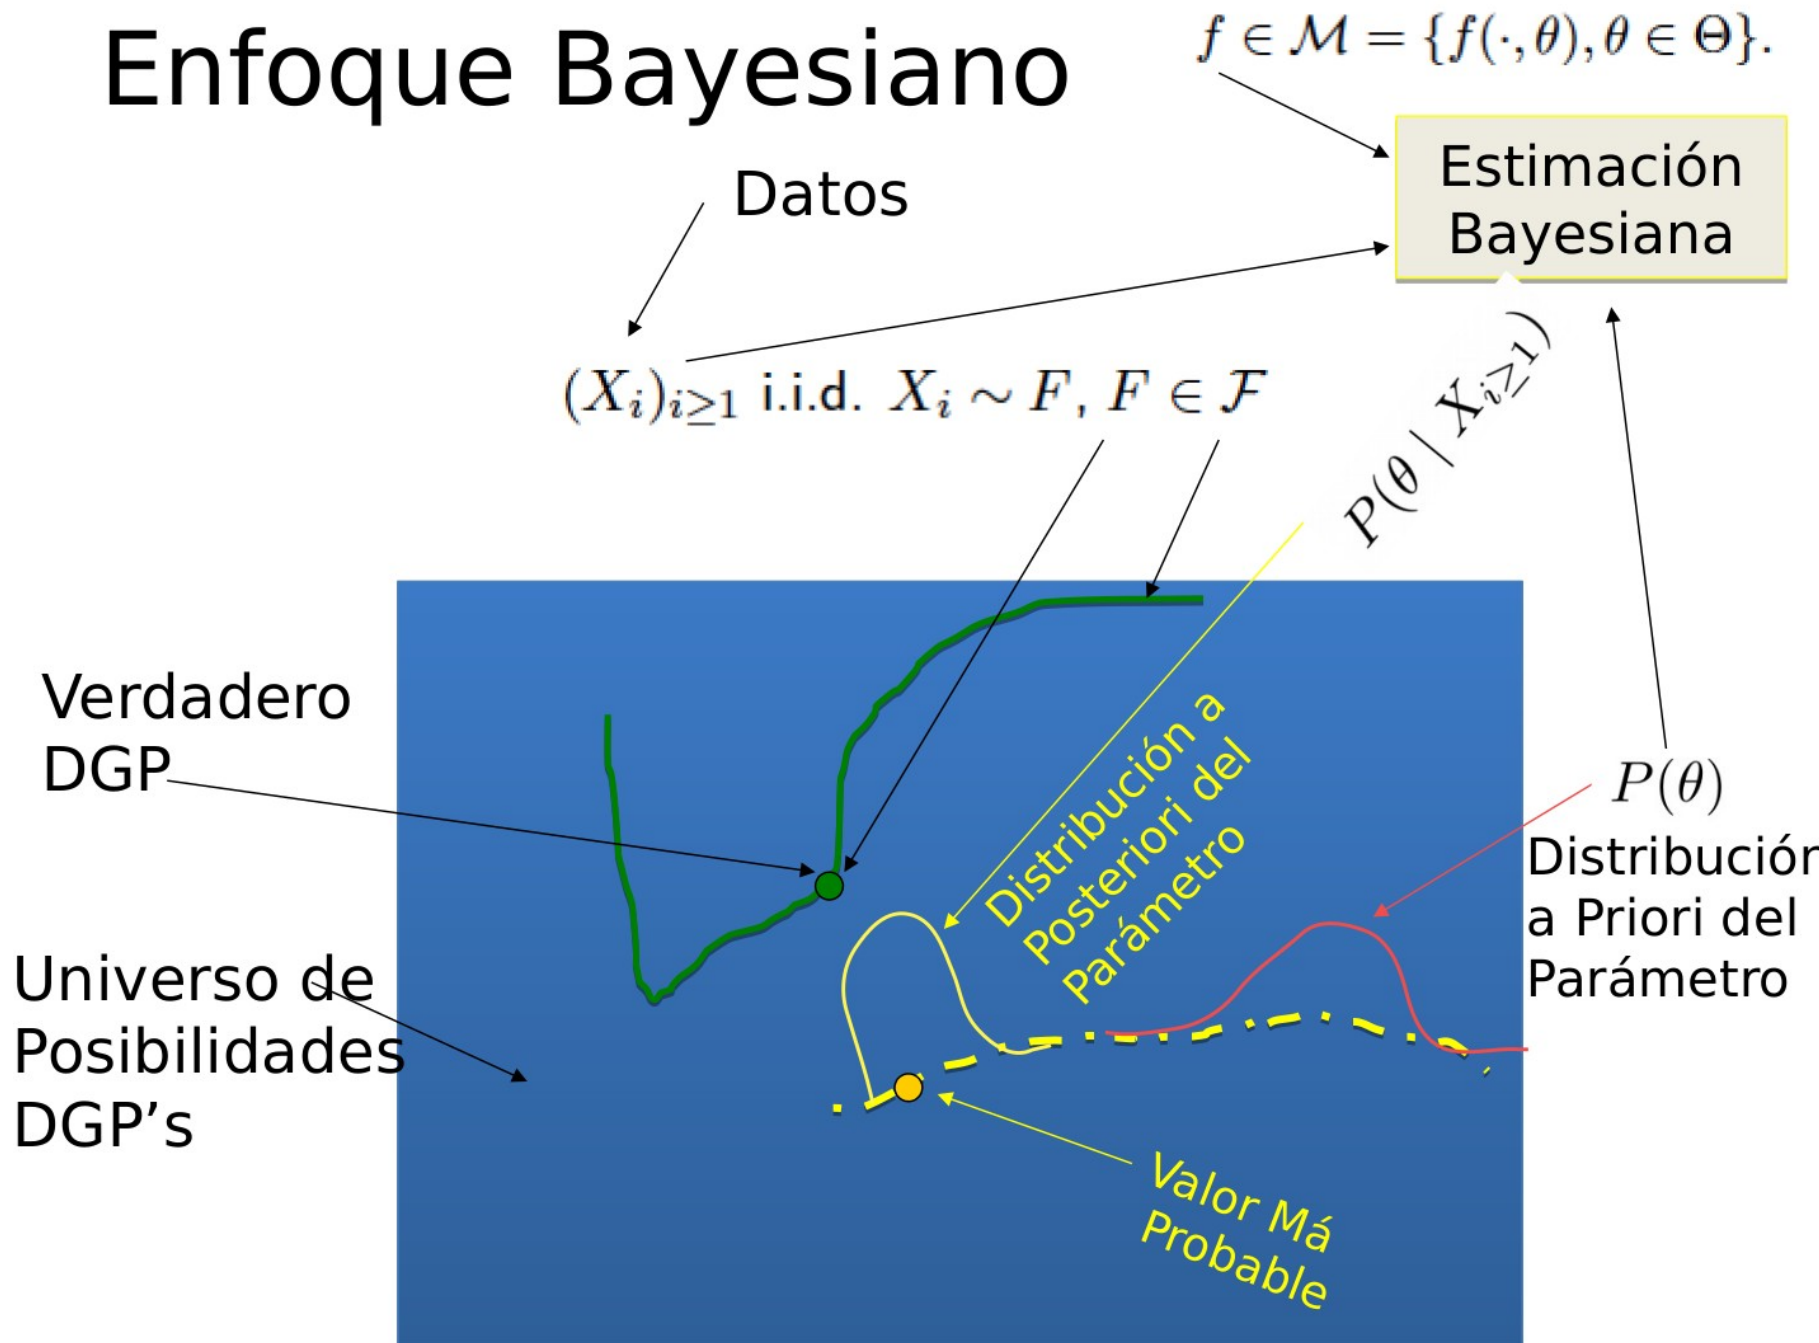 Enfoque Bayesiano
f ∈ ℳ = {f(·, θ), θ ∈ Θ}.
Estimación
Bayesiana
Datos
(X_i)_{i≥1} i.i.d. X_i ∼ F, F ∈ ℱ
P(θ | X_{i≥1})
Verdadero
DGP
Distribución a
Posteriori del
Parámetro
P(θ)
Distribución
a Priori del
Parámetro
Universo de
Posibilidades
DGP’s
Valor Má
Probable